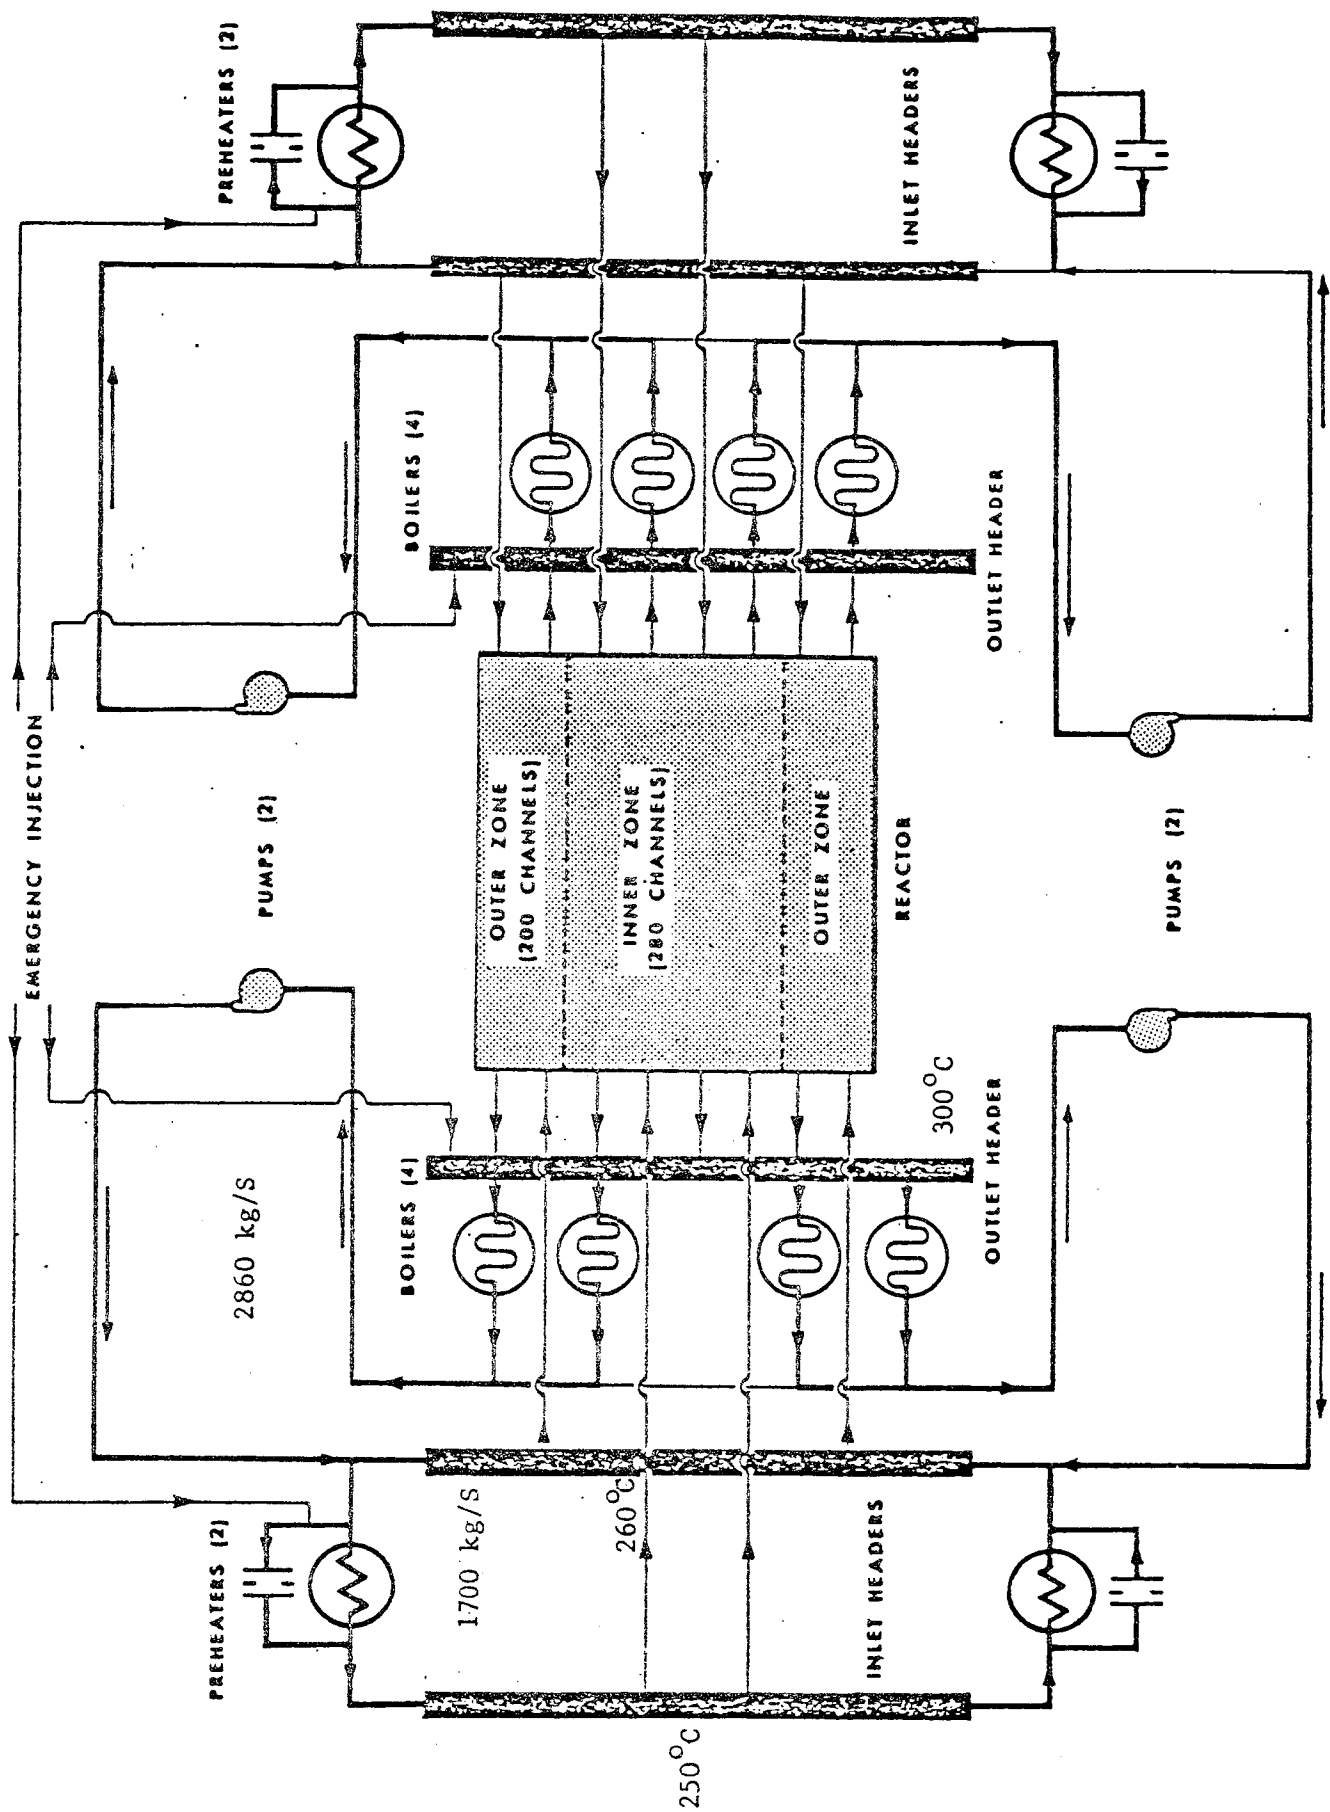 EMERGENCY INJECTION
PREHEATERS (2)
2860 kg/S
PUMPS (2)
PREHEATERS (2)
1700 kg/S
BOILERS (4)
OUTER ZONE
(200 CHANNELS)
BOILERS (4)
260°C
INNER ZONE
(280 CHANNELS)
250°C
OUTER ZONE
INLET HEADERS
300°C
REACTOR
INLET HEADERS
OUTLET HEADER
OUTLET HEADER
PUMPS (2)